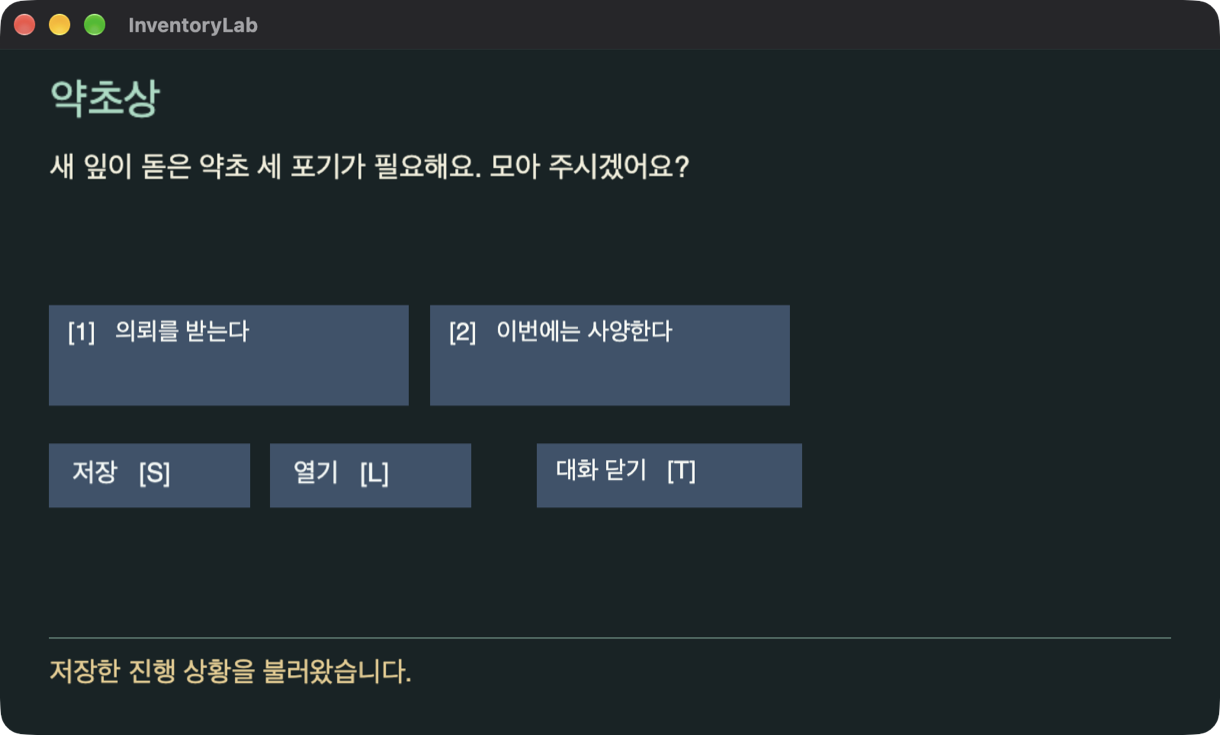 InventoryLab
약초상
새 잎이 돋은 약초 세 포기가 필요해요. 모아 주시겠어요?
[1] 의뢰를 받는다 [2] 이번에는 사양한다
저장 [S] 열기 [L] 대화 닫기 [T]
저장한 진행 상황을 불러왔습니다.